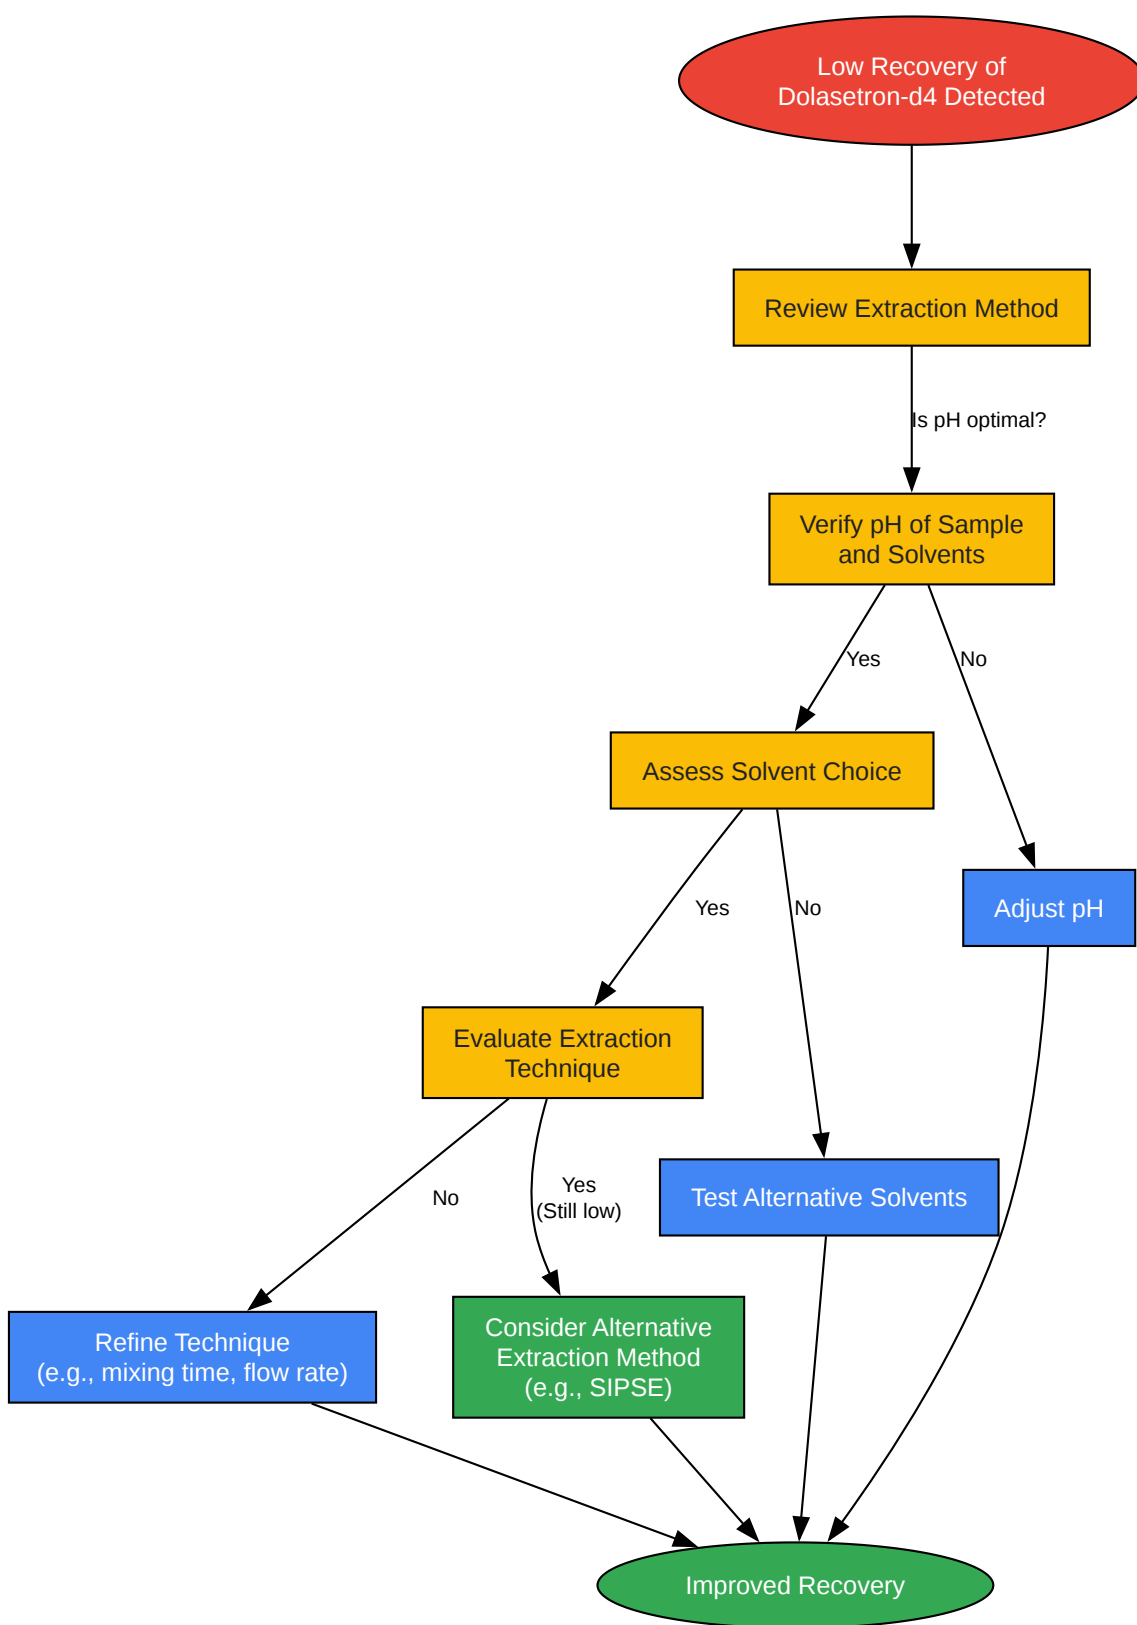 Low Recovery of
Dolasetron-d4 Detected
Review Extraction Method
Is pH optimal?
Verify pH of Sample
and Solvents
Yes
No
Assess Solvent Choice
Adjust pH
Yes
No
Evaluate Extraction
Technique
Test Alternative Solvents
No
Yes
(Still low)
Refine Technique
(e.g., mixing time, flow rate)
Consider Alternative
Extraction Method
(e.g., SIPSE)
Improved Recovery